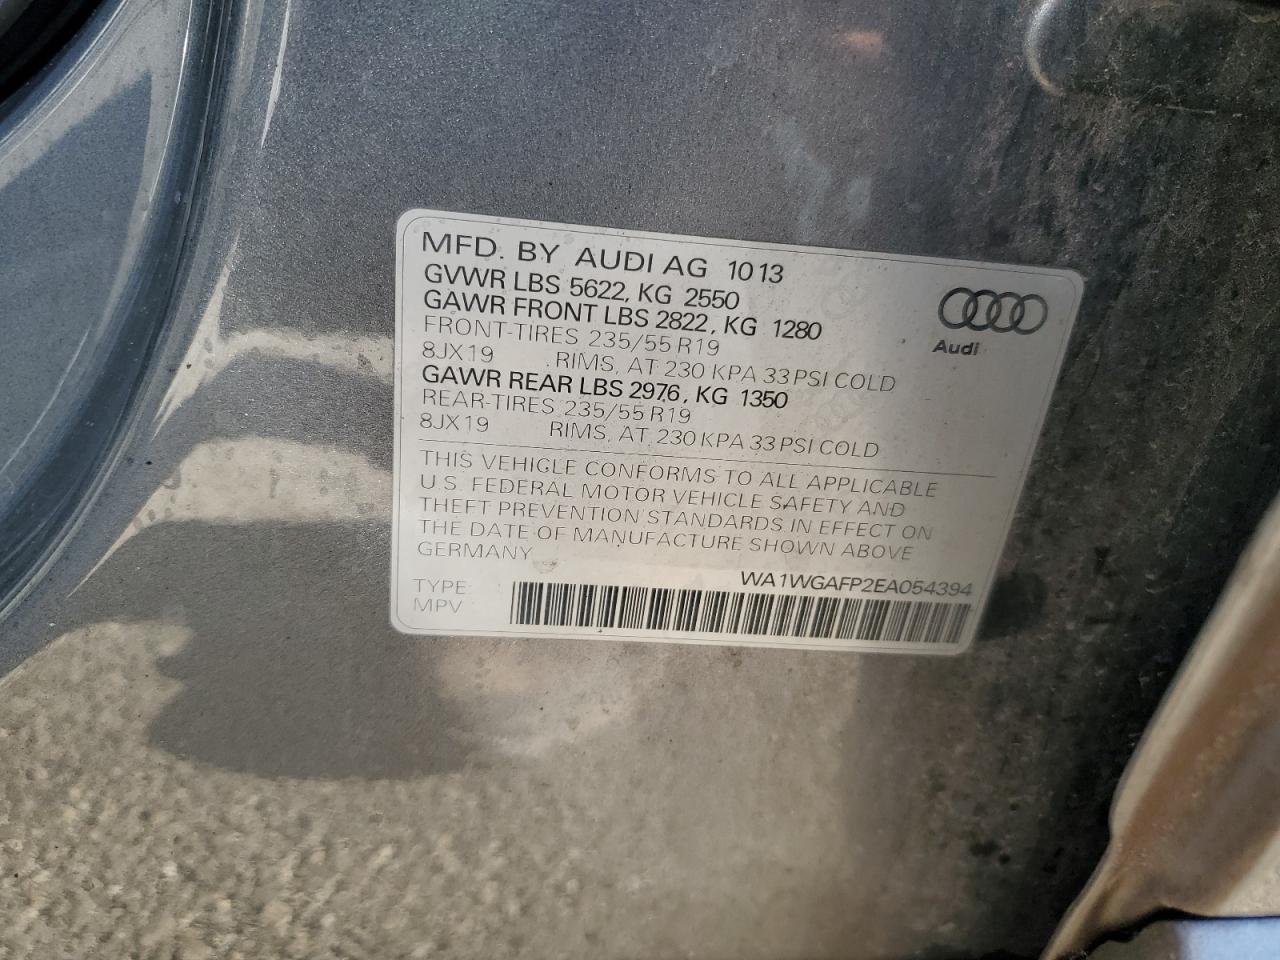 MFD. BY AUDI AG 10 13
GVWR LBS 5622, KG 2550
GAWR FRONT LBS 2822, KG 1280
FRONT-TIRES 235/55 R19
8JX19 RIMS, AT 230 KPA 33 PSI COLD
GAWR REAR LBS 2976, KG 1350
REAR-TIRES 235/55 R19
8JX19 RIMS, AT 230 KPA 33 PSI COLD
Audi
THIS VEHICLE CONFORMS TO ALL APPLICABLE
U.S. FEDERAL MOTOR VEHICLE SAFETY AND
THEFT PREVENTION STANDARDS IN EFFECT ON
THE DATE OF MANUFACTURE SHOWN ABOVE
GERMANY
WA1WGAFP2EA054394
TYPE:
MPV